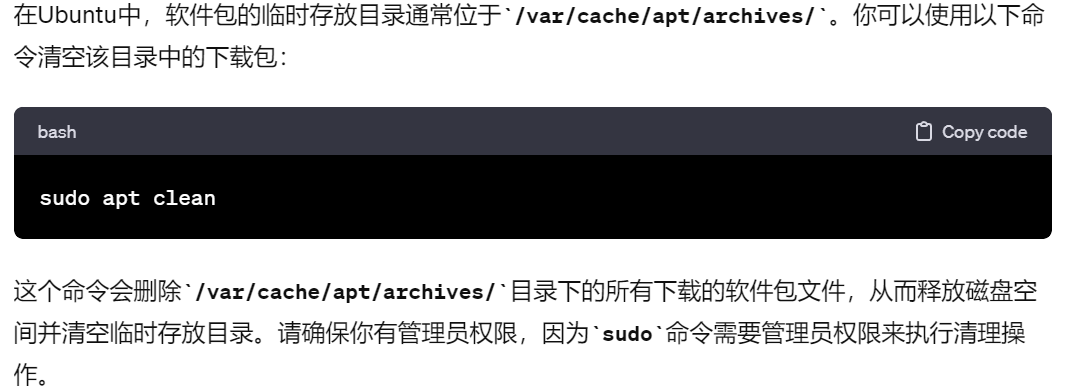 在Ubuntu中，软件包的临时存放目录通常位于`/var/cache/apt/archives/`。你可以使用以下命
令清空该目录中的下载包：
bash Copy code
sudo apt clean
这个命令会删除`/var/cache/apt/archives/`目录下的所有下载的软件包文件，从而释放磁盘空
间并清空临时存放目录。请确保你有管理员权限，因为`sudo`命令需要管理员权限来执行清理操
作。